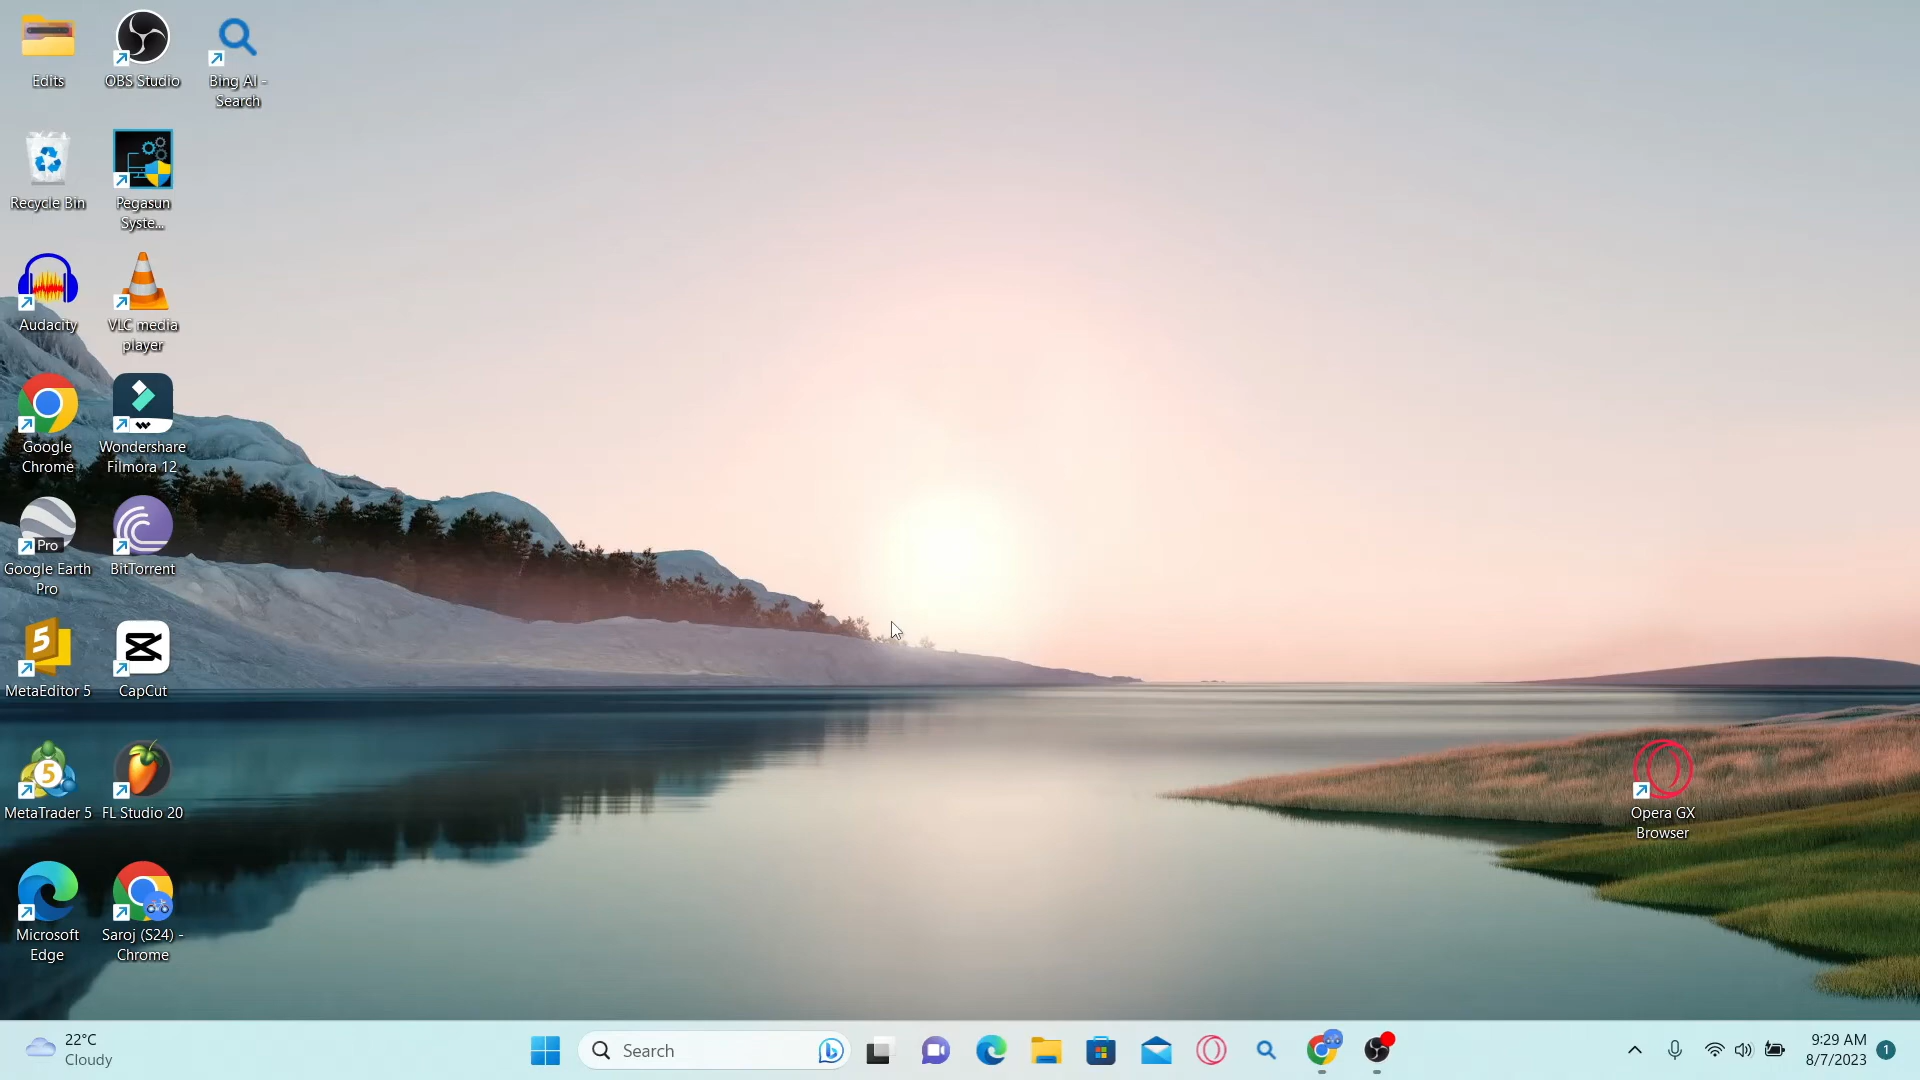 Edits
OBS Studio
Bing AI -
Search
Recycle Bin
Pegasun
Syste...
Audacity
VLC media
player
Google
Chrome
Wondershare
Filmora 12
Pro
Google Earth
Pro
BitTorrent
5
MetaEditor 5
CapCut
5
MetaTrader 5
FL Studio 20
Microsoft
Edge
Saroj (S24) -
Chrome
Opera GX
Browser
22°C
Cloudy
Search
9:29 AM
8/7/2023
1